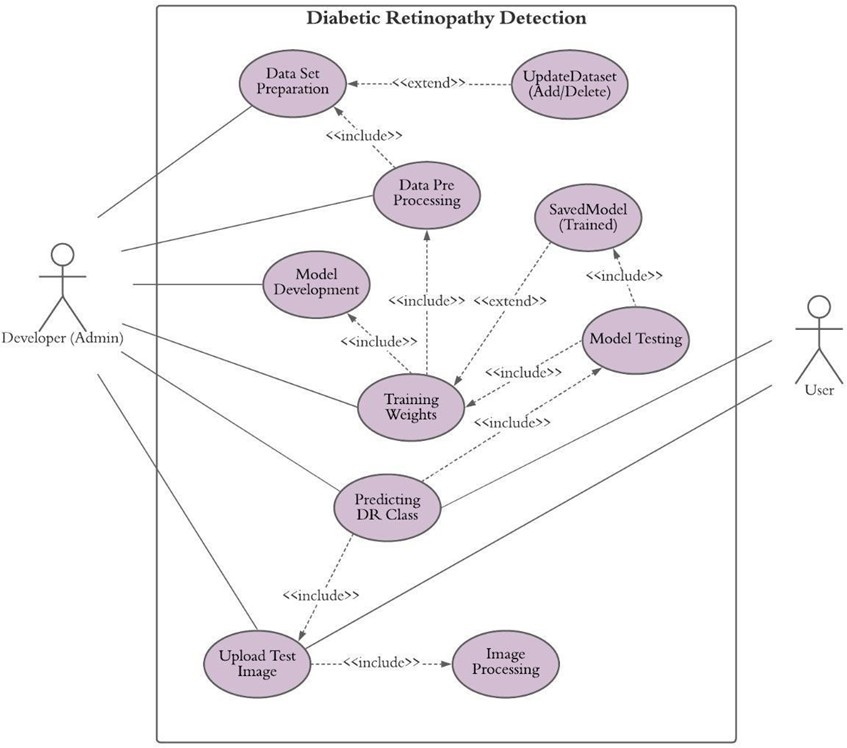 Diabetic Retinopathy Detection
Data Set
Preparation
<<extend>>
UpdateDataset
(Add/Delete)
<<include>>
Data Pre
Processing
SavedModel
(Trained)
Model
Development
<<include>>
<<extend>>
<<include>>
Developer (Admin)
<<include>>
Model Testing
User
<<include>>
Training
Weights
<<include>>
Predicting
DR Class
<<include>>
Upload Test
Image
<<include>>
Image
Processing